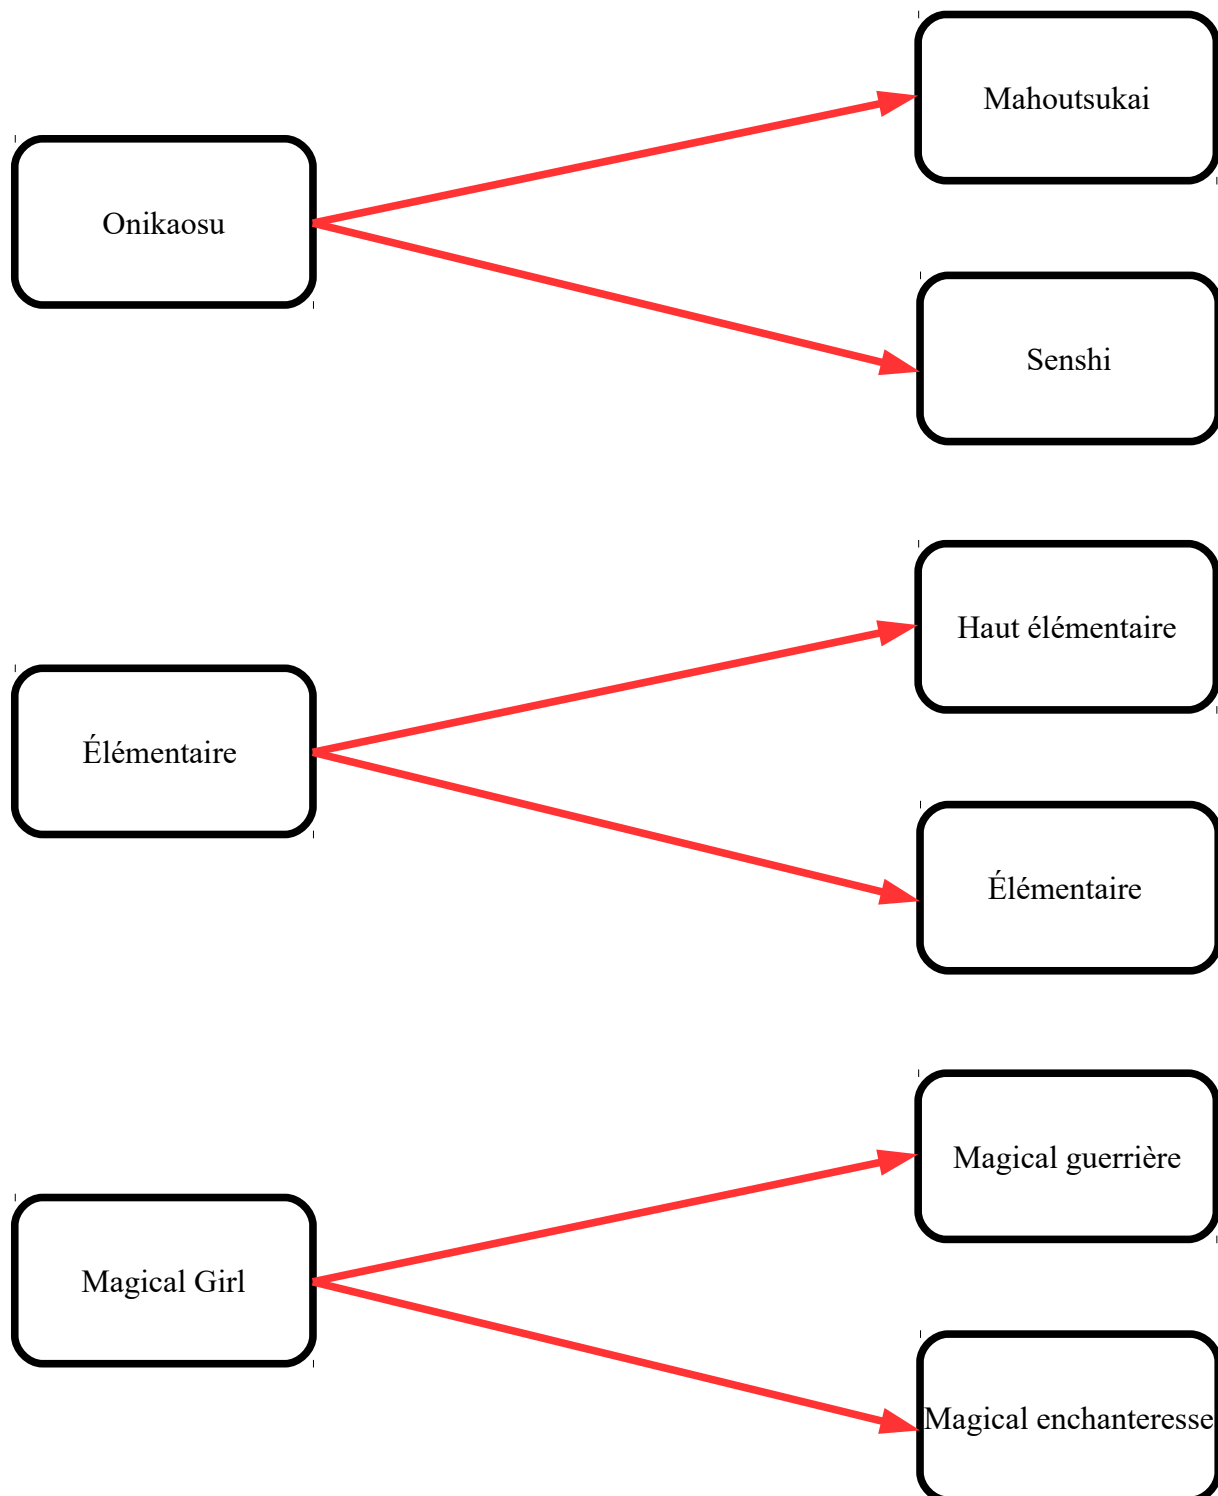 Mahoutsukai
Onikaosu
Senshi
Haut élémentaire
Élémentaire
Élémentaire
Magical guerrière
Magical Girl
Magical enchanteresse